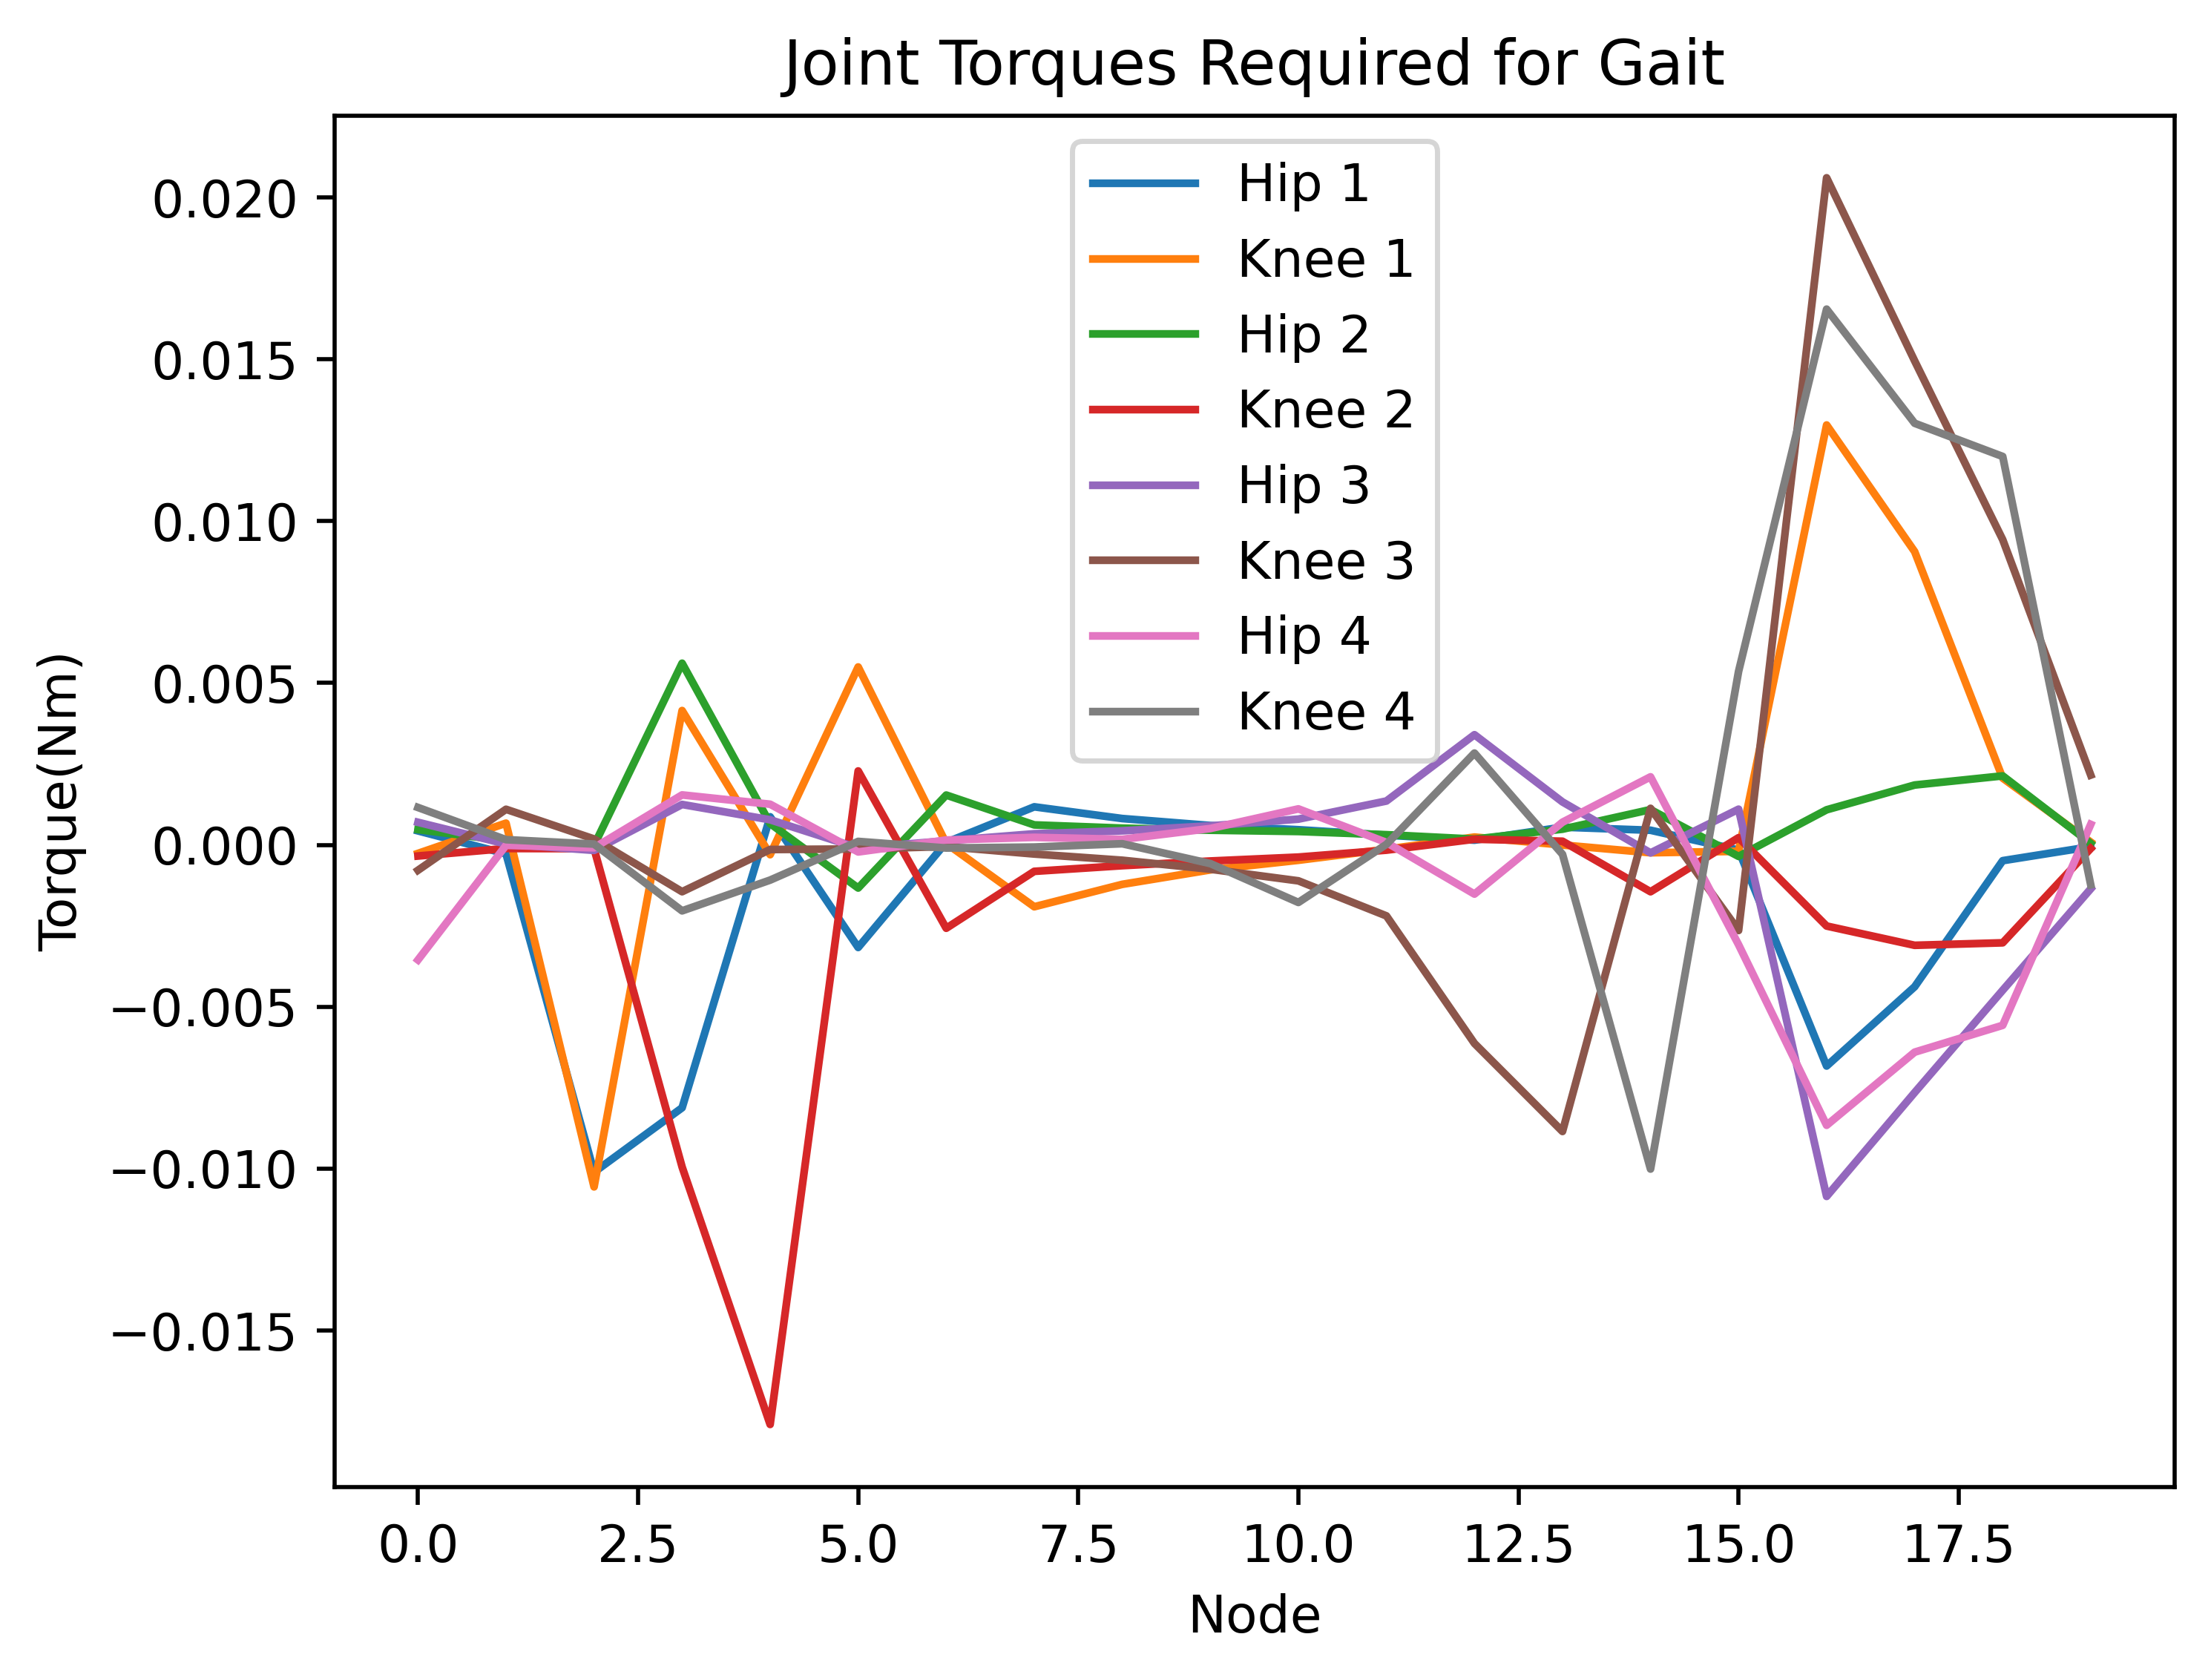 Joint Torques Required for Gait
Torque(Nm)
0.020
0.015
0.010
0.005
0.000
−0.005
−0.010
−0.015
Hip 1
Knee 1
Hip 2
Knee 2
Hip 3
Knee 3
Hip 4
Knee 4
0.0 2.5 5.0 7.5 10.0 12.5 15.0 17.5
Node